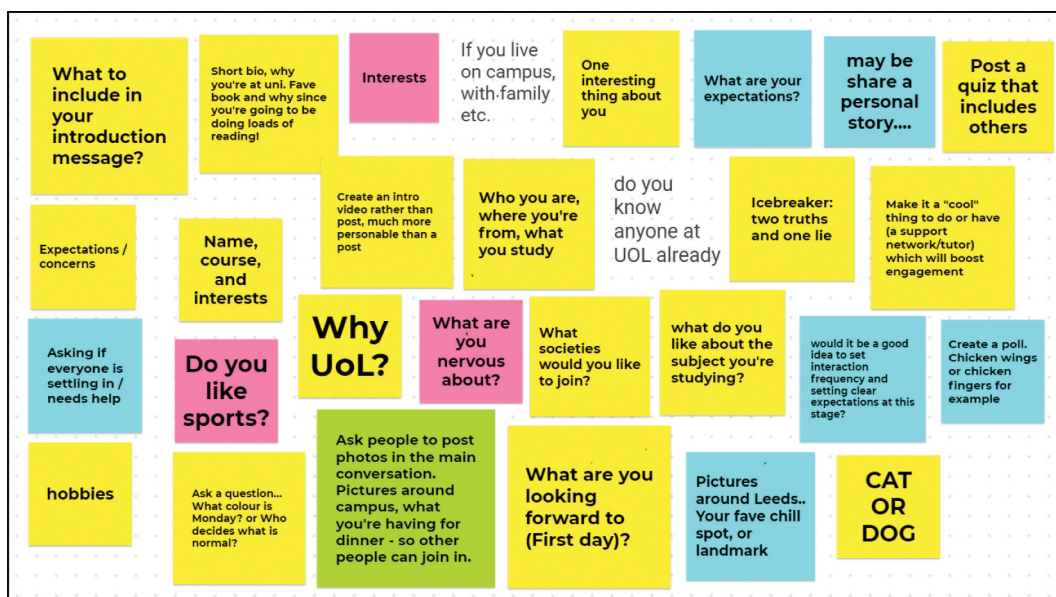 What to
include in
your
introduction
message?
Short bio, why
you're at uni. Fave
book and why since
you're going to be
doing loads of
reading!
Interests
If you live
on campus,
with family
etc.
One
interesting
thing about
you
What are your
expectations?
may be
share a
personal
story....
Post a
quiz that
includes
others
Expectations /
concerns
Name,
course,
and
interests
Create an intro
video rather than
post, much more
personable than a
post
Who you are,
where you're
from, what
you study
do you
know
anyone at
UOL already
Icebreaker:
two truths
and one lie
Make it a "cool"
thing to do or have
(a support
network/tutor)
which will boost
engagement
Asking if
everyone is
settling in /
needs help
Do you
like
sports?
Why
UoL?
What are
you
nervous
about?
What
societies
would you like
to join?
what do you
like about the
subject you're
studying?
would it be a good
idea to set
interaction
frequency and
setting clear
expectations at this
stage?
Create a poll.
Chicken wings
or chicken
fingers for
example
hobbies
Ask a question...
What colour is
Monday? or Who
decides what is
normal?
Ask people to post
photos in the main
conversation.
Pictures around
campus, what
you're having for
dinner - so other
people can join in.
What are you
looking
forward to
(First day)?
Pictures
around Leeds..
Your fave chill
spot, or
landmark
CAT
OR
DOG